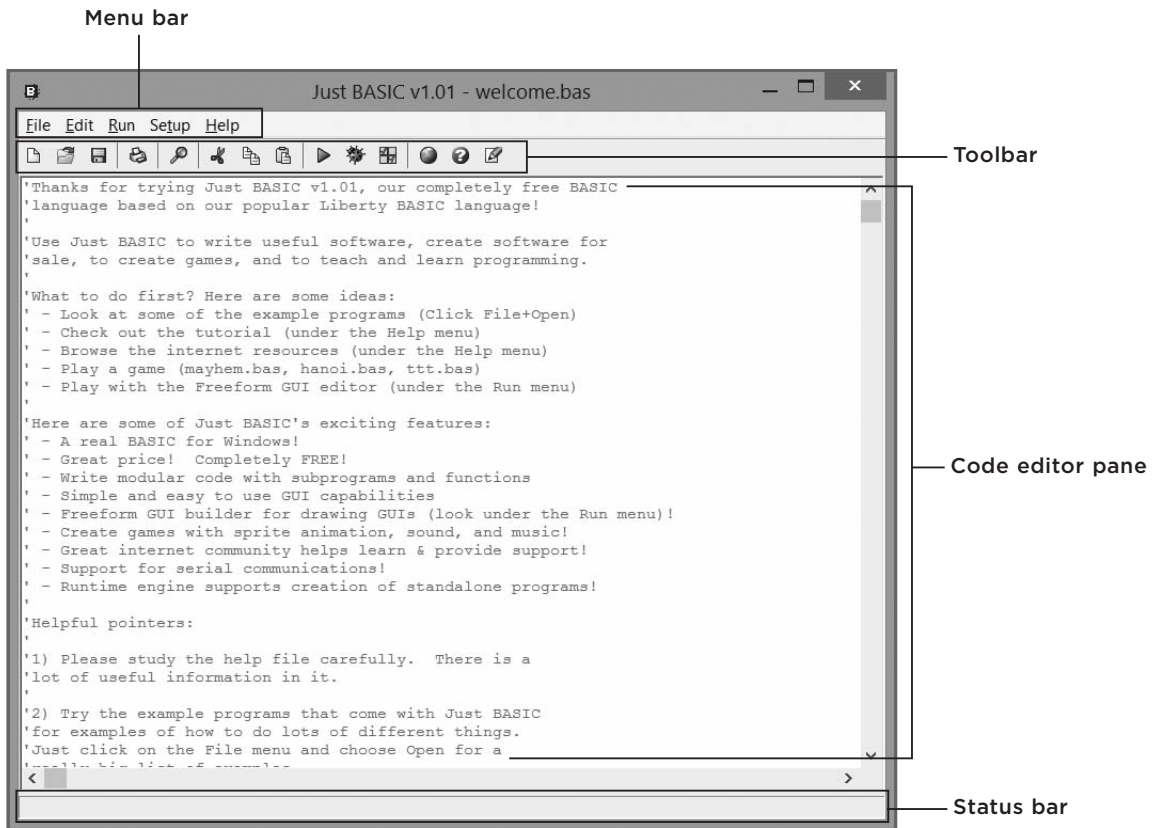 Menu bar
Just BASIC v1.01 - welcome.bas
File Edit Run Setup Help
Toolbar
'Thanks for trying Just BASIC v1.01, our completely free BASIC
'language based on our popular Liberty BASIC language!
'
'Use Just BASIC to write useful software, create software for
'sale, to create games, and to teach and learn programming.
'
'What to do first? Here are some ideas:
' - Look at some of the example programs (Click File+Open)
' - Check out the tutorial (under the Help menu)
' - Browse the internet resources (under the Help menu)
' - Play a game (mayhem.bas, hanoi.bas, ttt.bas)
' - Play with the Freeform GUI editor (under the Run menu)
'
'Here are some of Just BASIC's exciting features:
' - A real BASIC for Windows!
' - Great price!  Completely FREE!
' - Write modular code with subprograms and functions
' - Simple and easy to use GUI capabilities
Code editor pane
' - Freeform GUI builder for drawing GUIs (look under the Run menu)!
' - Create games with sprite animation, sound, and music!
' - Great internet community helps learn & provide support!
' - Support for serial communications!
' - Runtime engine supports creation of standalone programs!
'
'Helpful pointers:
'
'1) Please study the help file carefully.  There is a
'lot of useful information in it.
'
'2) Try the example programs that come with Just BASIC
'for examples of how to do lots of different things.
'Just click on the File menu and choose Open for a
'really big list of examples
Status bar